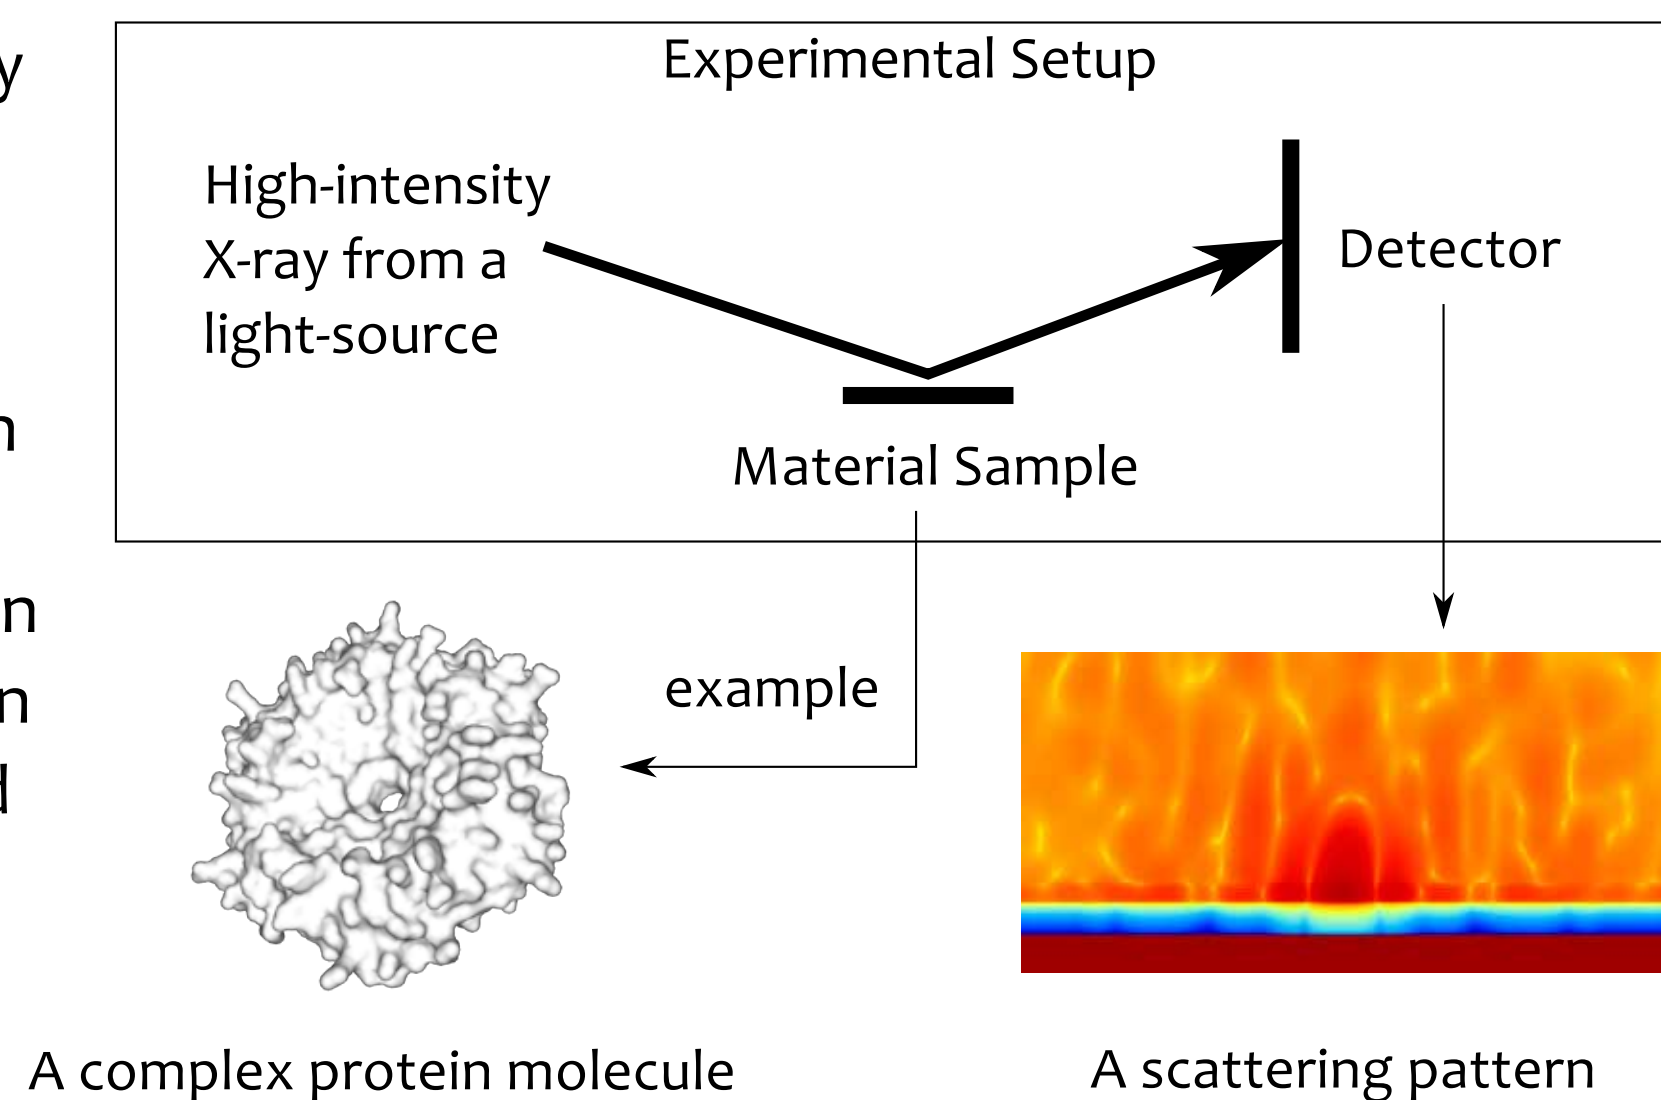 Experimental Setup
High-intensity
X-ray from a
light-source
Detector
Material Sample
example
A complex protein molecule
A scattering pattern